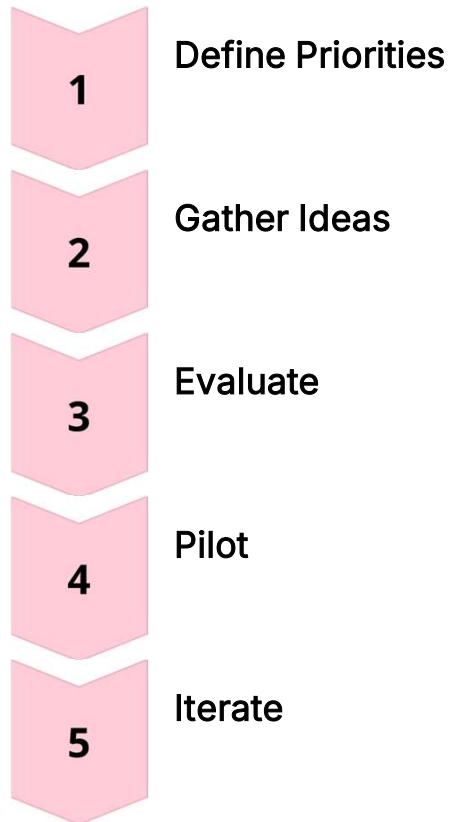 1
Define Priorities
2
Gather Ideas
3
Evaluate
4
Pilot
5
Iterate